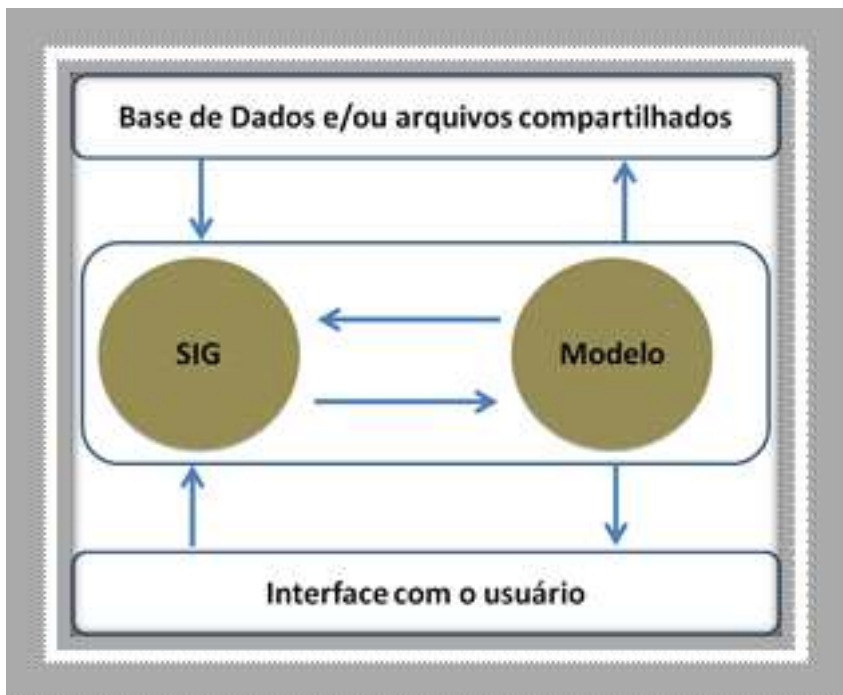 Base de Dados e/ou arquivos compartilhados
SIG
Modelo
Interface com o usuário